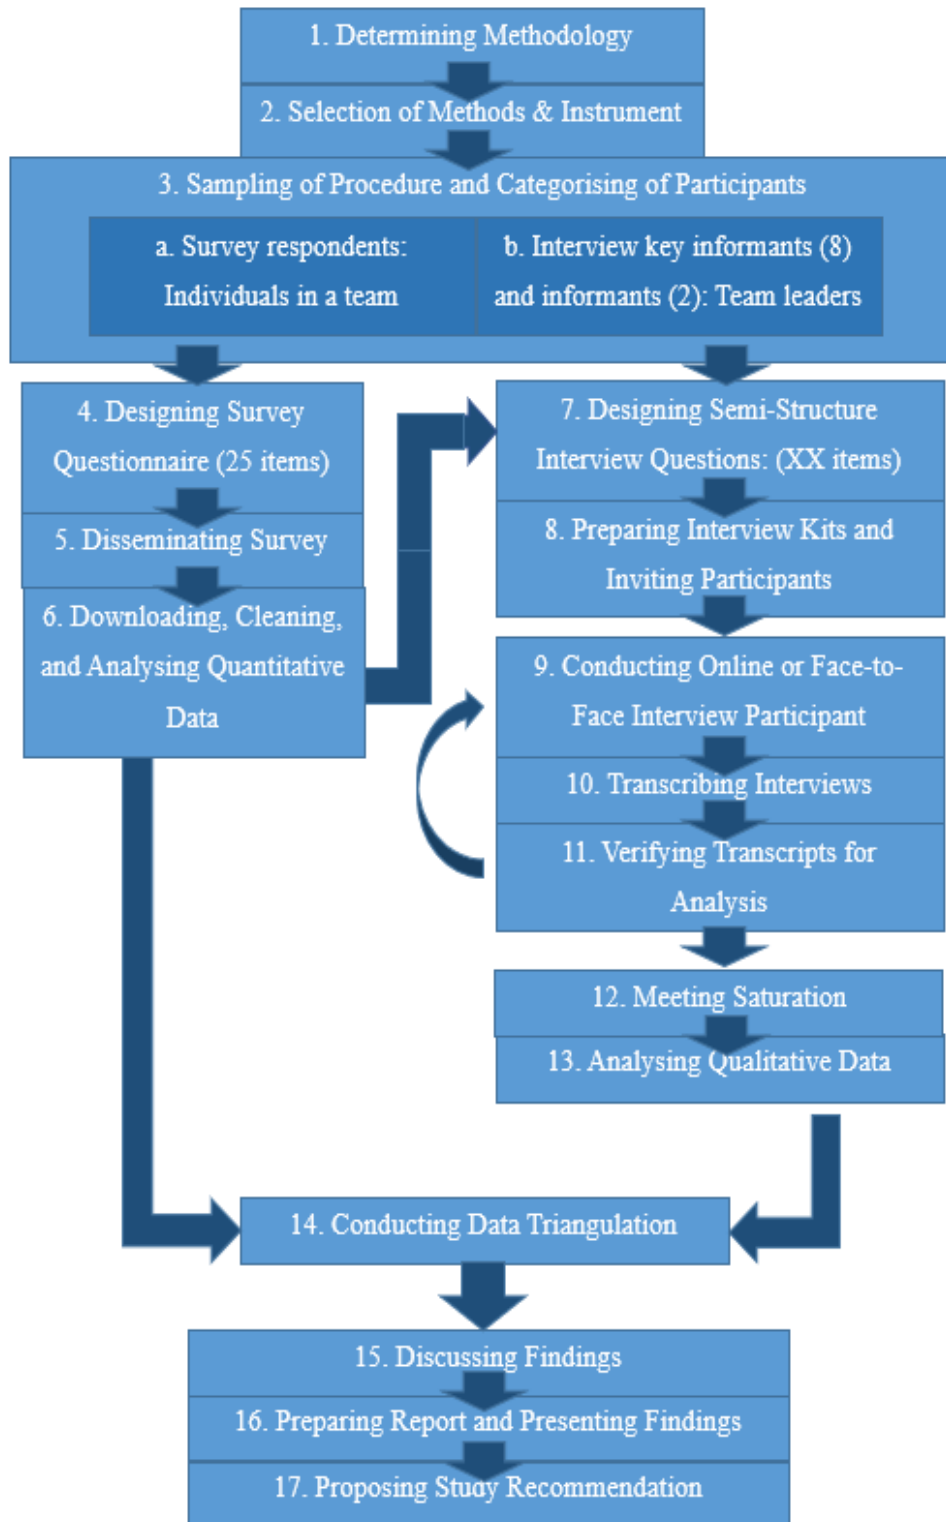 1. Determining Methodology
2. Selection of Methods & Instrument
3. Sampling of Procedure and Categorising of Participants
a. Survey respondents:
Individuals in a team
b. Interview key informants (8)
and informants (2): Team leaders
4. Designing Survey
Questionnaire (25 items)
5. Disseminating Survey
6. Downloading, Cleaning,
and Analysing Quantitative
Data
7. Designing Semi-Structure
Interview Questions: (XX items)
8. Preparing Interview Kits and
Inviting Participants
9. Conducting Online or Face-to-
Face Interview Participant
10. Transcribing Interviews
11. Verifying Transcripts for
Analysis
12. Meeting Saturation
13. Analysing Qualitative Data
14. Conducting Data Triangulation
15. Discussing Findings
16. Preparing Report and Presenting Findings
17. Proposing Study Recommendation